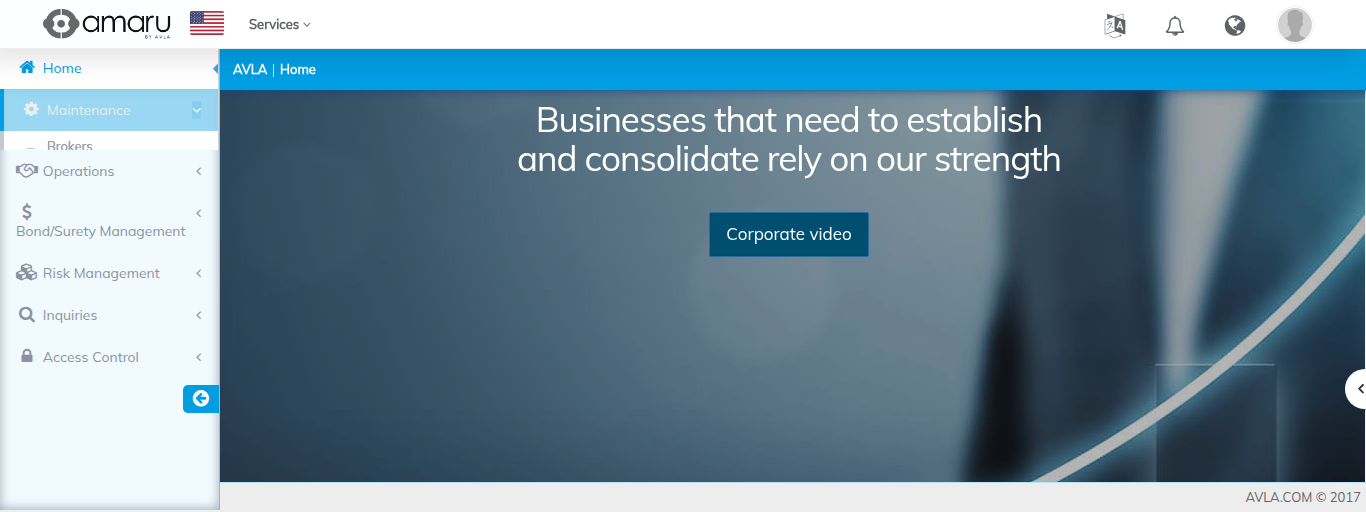 amaru
BY AVLA
Services
Home
AVLA | Home
Maintenance
Brokers
Operations
Bond/Surety Management
Risk Management
Inquiries
Access Control
Businesses that need to establish
and consolidate rely on our strength
Corporate video
AVLA.COM © 2017